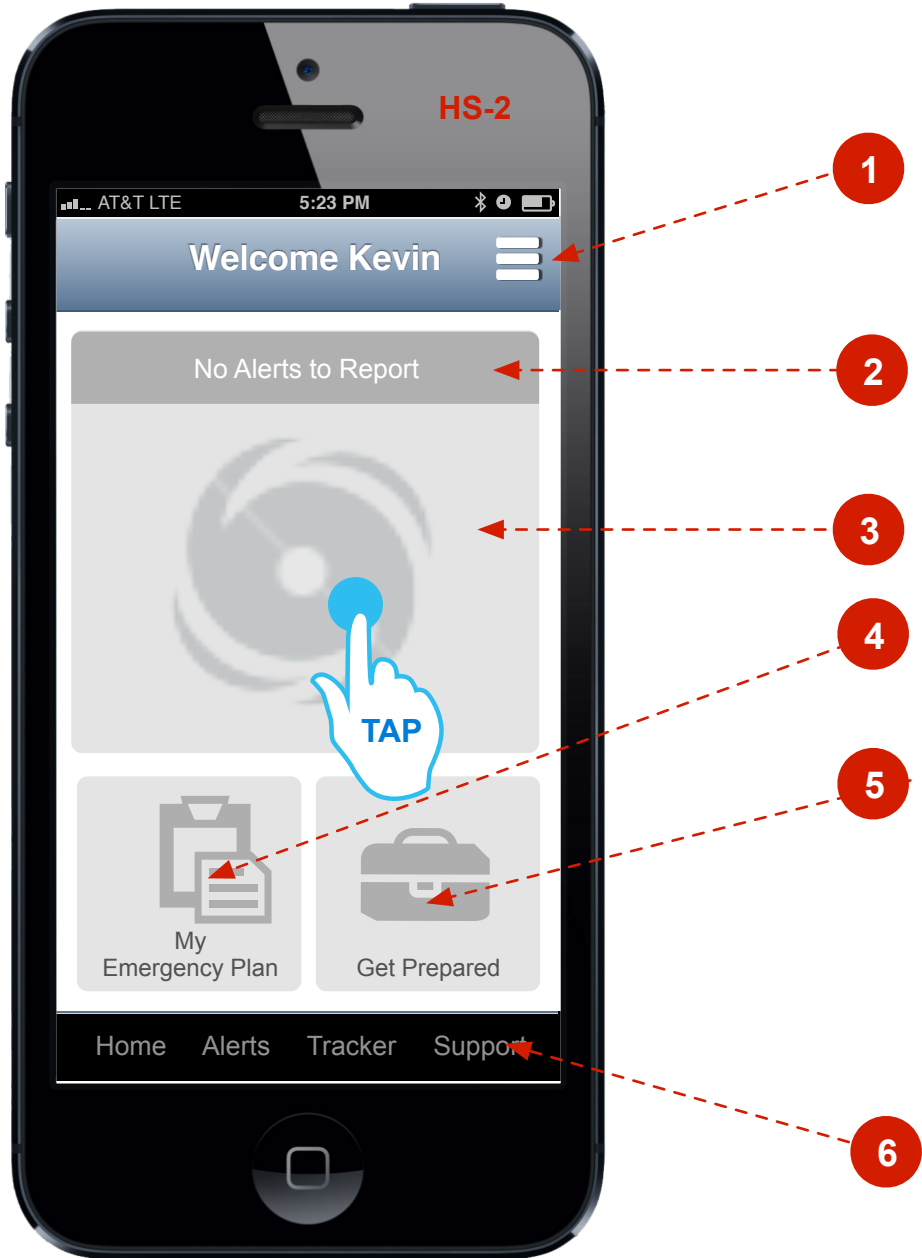 HS-2
1
AT&T LTE 5:23 PM
Welcome Kevin
No Alerts to Report
2
3
4
TAP
5
My
Emergency Plan
Get Prepared
Home Alerts Tracker Support
6